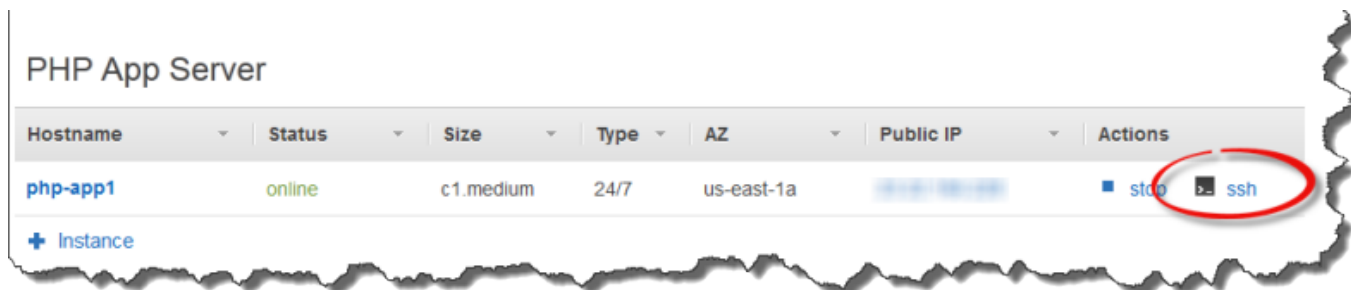 PHP App Server
Hostname Status Size Type AZ Public IP Actions
php-app1 online c1.medium 24/7 us-east-1a stop ssh
Instance